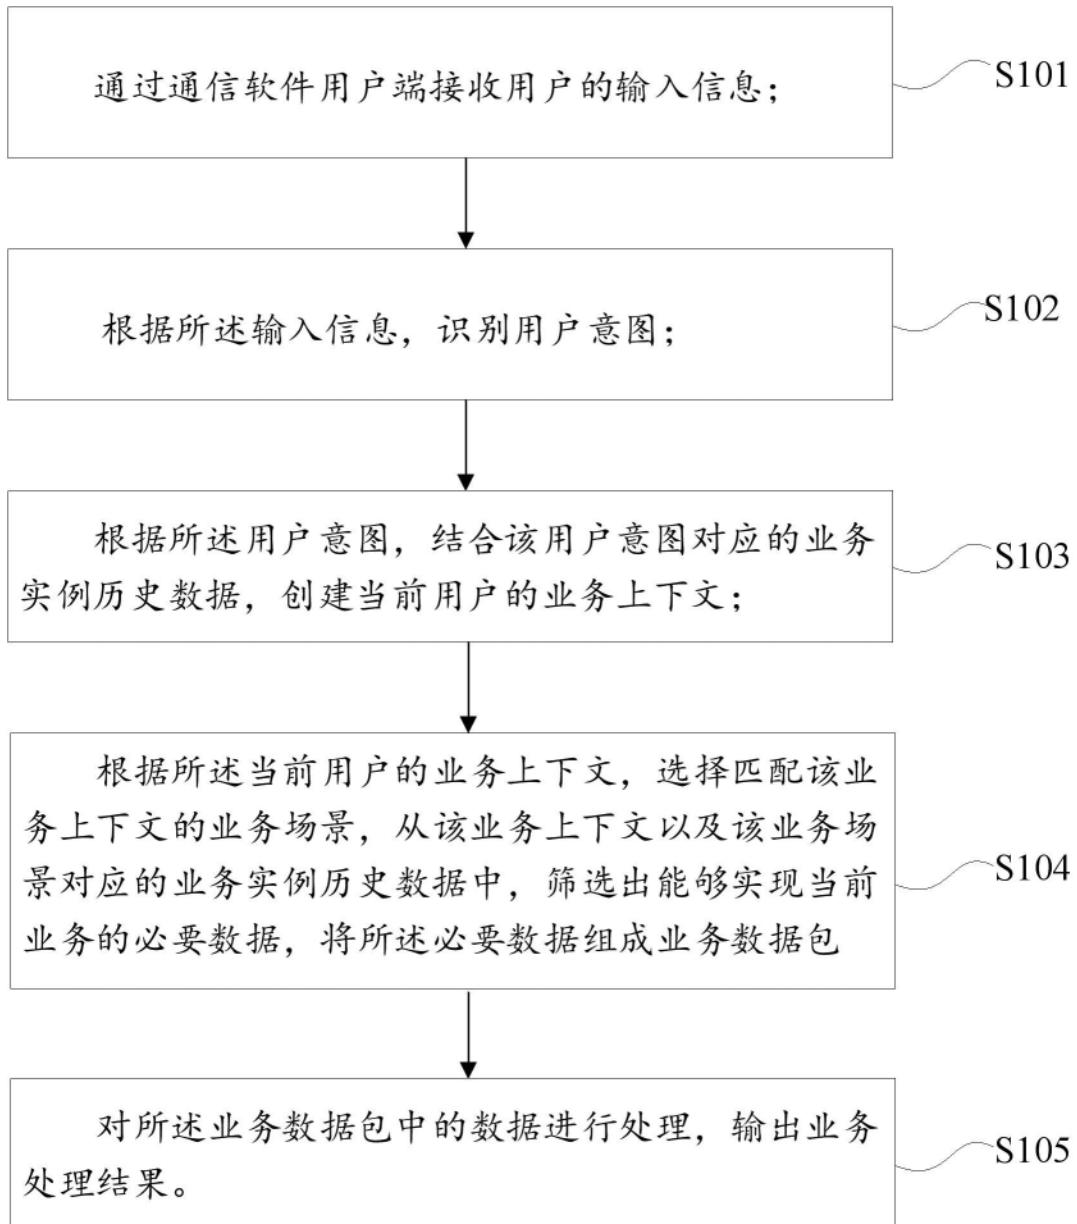 通过通信软件用户端接收用户的输入信息；
S101
根据所述输入信息，识别用户意图；
S102
根据所述用户意图，结合该用户意图对应的业务
实例历史数据，创建当前用户的业务上下文；
S103
根据所述当前用户的业务上下文，选择匹配该业
务上下文的业务场景，从该业务上下文以及该业务场
景对应的业务实例历史数据中，筛选出能够实现当前
业务的必要数据，将所述必要数据组成业务数据包
S104
对所述业务数据包中的数据进行处理，输出业务
处理结果。
S105